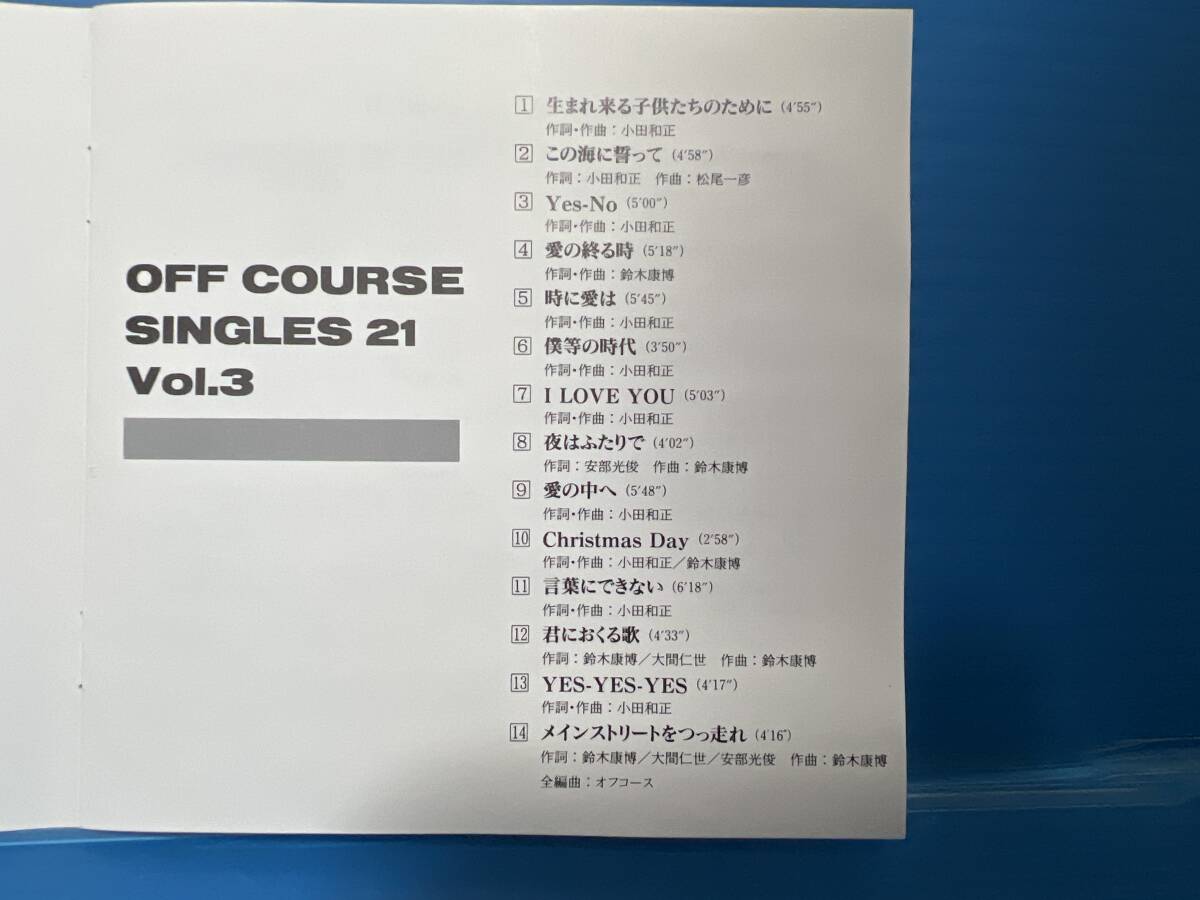 OFF COURSE
SINGLES 21
Vol.3
1 生まれ来る子供たちのために (4′55″)
作詞・作曲：小田和正
2 この海に誓って (4′58″)
作詞：小田和正 作曲：松尾一彦
3 Yes-No (5′00″)
作詞・作曲：小田和正
4 愛の終る時 (5′18″)
作詞・作曲：鈴木康博
5 時に愛は (5′45″)
作詞・作曲：小田和正
6 僕等の時代 (3′50″)
作詞・作曲：小田和正
7 I LOVE YOU (5′03″)
作詞・作曲：小田和正
8 夜はふたりで (4′02″)
作詞：安部光俊 作曲：鈴木康博
9 愛の中へ (5′48″)
作詞・作曲：小田和正
10 Christmas Day (2′58″)
作詞・作曲：小田和正／鈴木康博
11 言葉にできない (6′18″)
作詞・作曲：小田和正
12 君におくる歌 (4′33″)
作詞：鈴木康博／大間仁世 作曲：鈴木康博
13 YES-YES-YES (4′17″)
作詞・作曲：小田和正
14 メインストリートをつっ走れ (4′16″)
作詞：鈴木康博／大間仁世／安部光俊 作曲：鈴木康博
全編曲：オフコース